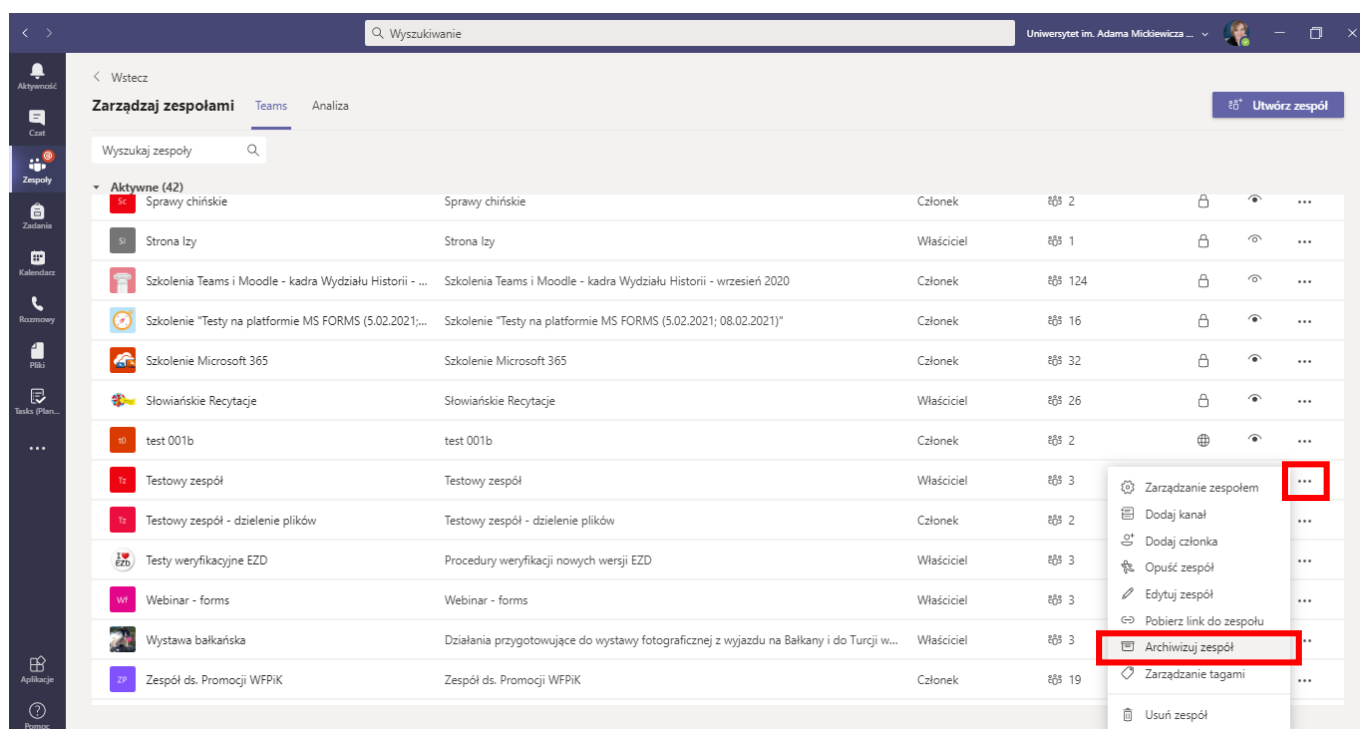 Wyszukiwanie
Uniwersytet im. Adama Mickiewicza ...
Aktywność
Czat
Zespoły
Zadania
Kalendarz
Rozmowy
Pliki
Tasks (Plan...
Aplikacje
Pomoc
Wstecz
Zarządzaj zespołami Teams Analiza
Utwórz zespół
Wyszukaj zespoły
Aktywne (42)
Sc Sprawy chińskie Sprawy chińskie Członek 2
SI Strona Izy Strona Izy Właściciel 1
Szkolenia Teams i Moodle - kadra Wydziału Historii - ... Szkolenia Teams i Moodle - kadra Wydziału Historii - wrzesień 2020 Członek 124
Szkolenie "Testy na platformie MS FORMS (5.02.2021;... Szkolenie "Testy na platformie MS FORMS (5.02.2021; 08.02.2021)" Członek 16
Szkolenie Microsoft 365 Szkolenie Microsoft 365 Członek 32
Słowiańskie Recytacje Słowiańskie Recytacje Właściciel 26
t0 test 001b test 001b Członek 2
Tz Testowy zespół Testowy zespół Właściciel 3
Tz Testowy zespół - dzielenie plików Testowy zespół - dzielenie plików Członek 2
I EZD Testy weryfikacyjne EZD Procedury weryfikacji nowych wersji EZD Właściciel 3
Wf Webinar - forms Webinar - forms Właściciel 3
Wystawa bałkańska Działania przygotowujące do wystawy fotograficznej z wyjazdu na Bałkany i do Turcji w... Właściciel 3
ZP Zespół ds. Promocji WFPiK Zespół ds. Promocji WFPiK Członek 19
Zarządzanie zespołem
Dodaj kanał
Dodaj członka
Opuść zespół
Edytuj zespół
Pobierz link do zespołu
Archiwizuj zespół
Zarządzanie tagami
Usuń zespół